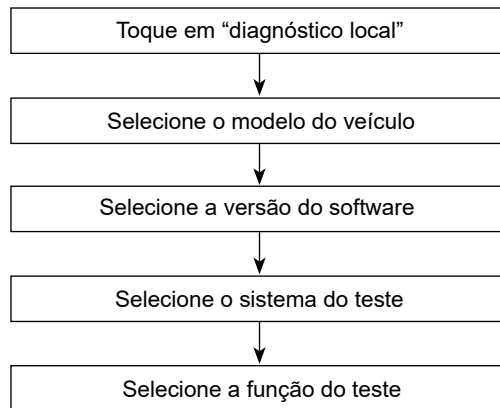 Toque em “diagnóstico local”
Selecione o modelo do veículo
Selecione a versão do software
Selecione o sistema do teste
Selecione a função do teste